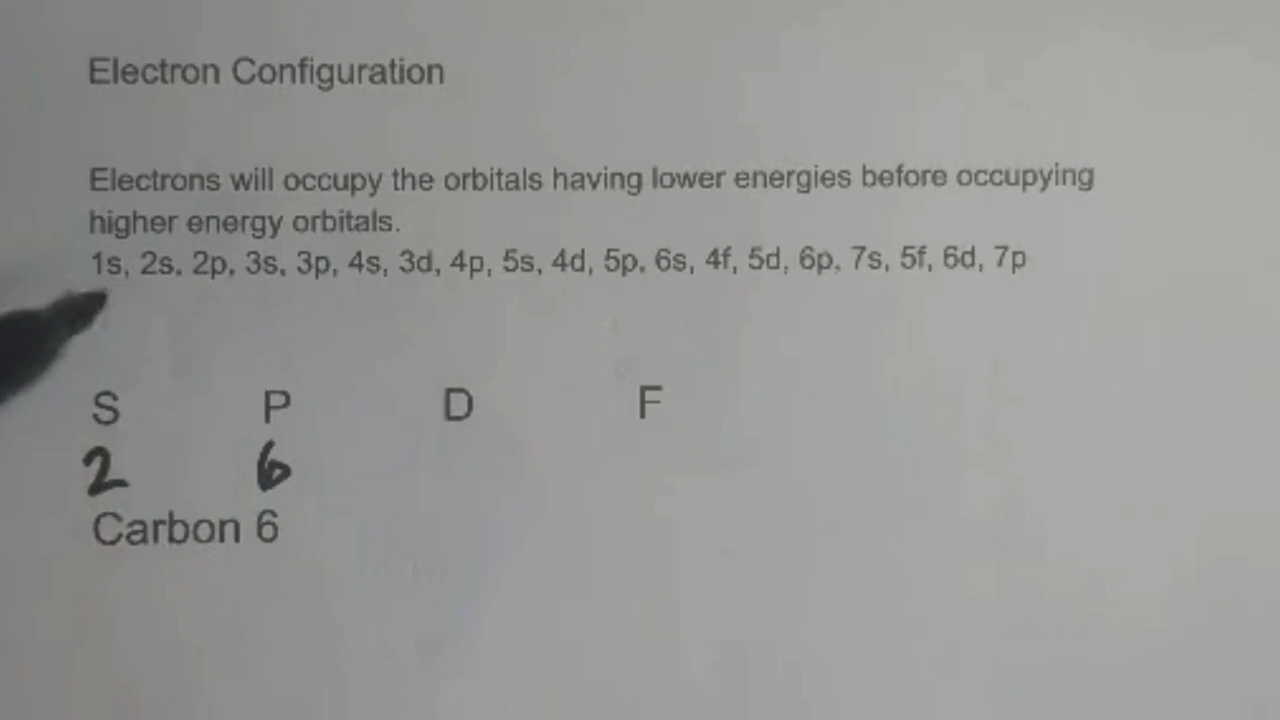 Electron Configuration
Electrons will occupy the orbitals having lower energies before occupying
higher energy orbitals.
1s, 2s, 2p, 3s, 3p, 4s, 3d, 4p, 5s, 4d, 5p, 6s, 4f, 5d, 6p, 7s, 5f, 6d, 7p
S P D F
2 6
Carbon 6